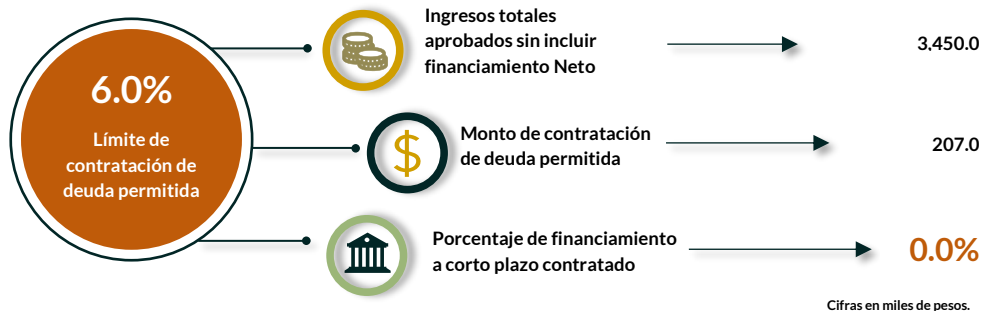 6.0%
Límite de
contratación de
deuda permitida
Ingresos totales
aprobados sin incluir
financiamiento Neto
3,450.0
$
Monto de contratación
de deuda permitida
207.0
Porcentaje de financiamiento
a corto plazo contratado
0.0%
Cifras en miles de pesos.